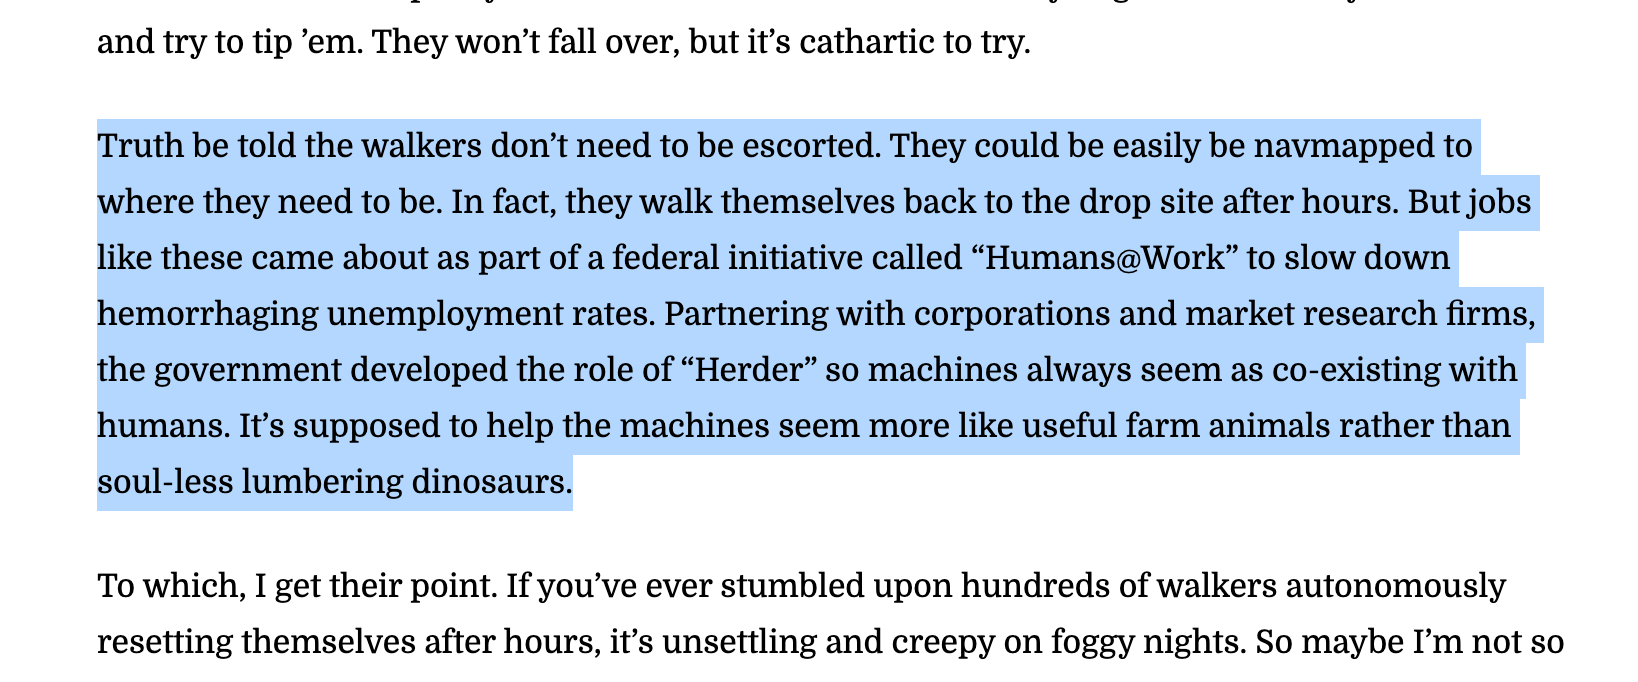 and try to tip ’em. They won’t fall over, but it’s cathartic to try.
Truth be told the walkers don’t need to be escorted. They could be easily be navmapped to
where they need to be. In fact, they walk themselves back to the drop site after hours. But jobs
like these came about as part of a federal initiative called “Humans@Work” to slow down
hemorrhaging unemployment rates. Partnering with corporations and market research firms,
the government developed the role of “Herder” so machines always seem as co-existing with
humans. It’s supposed to help the machines seem more like useful farm animals rather than
soul-less lumbering dinosaurs.
To which, I get their point. If you’ve ever stumbled upon hundreds of walkers autonomously
resetting themselves after hours, it’s unsettling and creepy on foggy nights. So maybe I’m not so